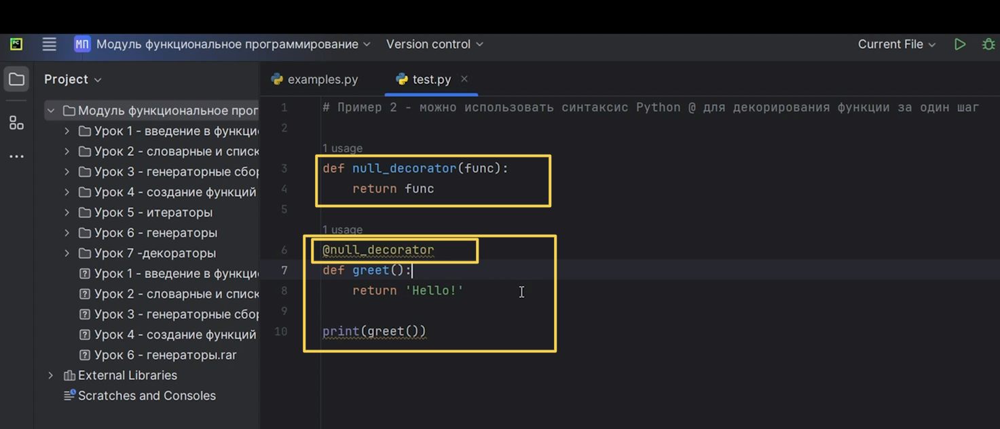 PC
МП Модуль функциональное программирование Version control Current File
Project
examples.py test.py
Модуль функциональное прог
Урок 1 - введение в функци
Урок 2 - словарные и списк
Урок 3 - генераторные сбор
Урок 4 - создание функций
Урок 5 - итераторы
Урок 6 - генераторы
Урок 7 -декораторы
Урок 1 - введение в функци
Урок 2 - словарные и списк
Урок 3 - генераторные сбор
Урок 4 - создание функций
Урок 6 - генераторы.rar
External Libraries
Scratches and Consoles
1 # Пример 2 - можно использовать синтаксис Python @ для декорирования функции за один шаг
2
1 usage
3 def null_decorator(func):
4 return func
5
1 usage
6 @null_decorator
7 def greet():
8 return 'Hello!'
9
10 print(greet())